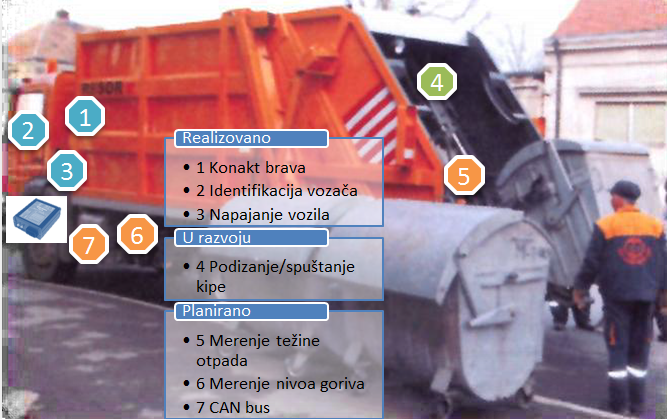 4
1
2
3
5
6
7
Realizovano
• 1 Konakt brava
• 2 Identifikacija vozača
• 3 Napajanje vozila
U razvoju
• 4 Podizanje/spuštanje
kipe
Planirano
• 5 Merenje težine
otpada
• 6 Merenje nivoa goriva
• 7 CAN bus